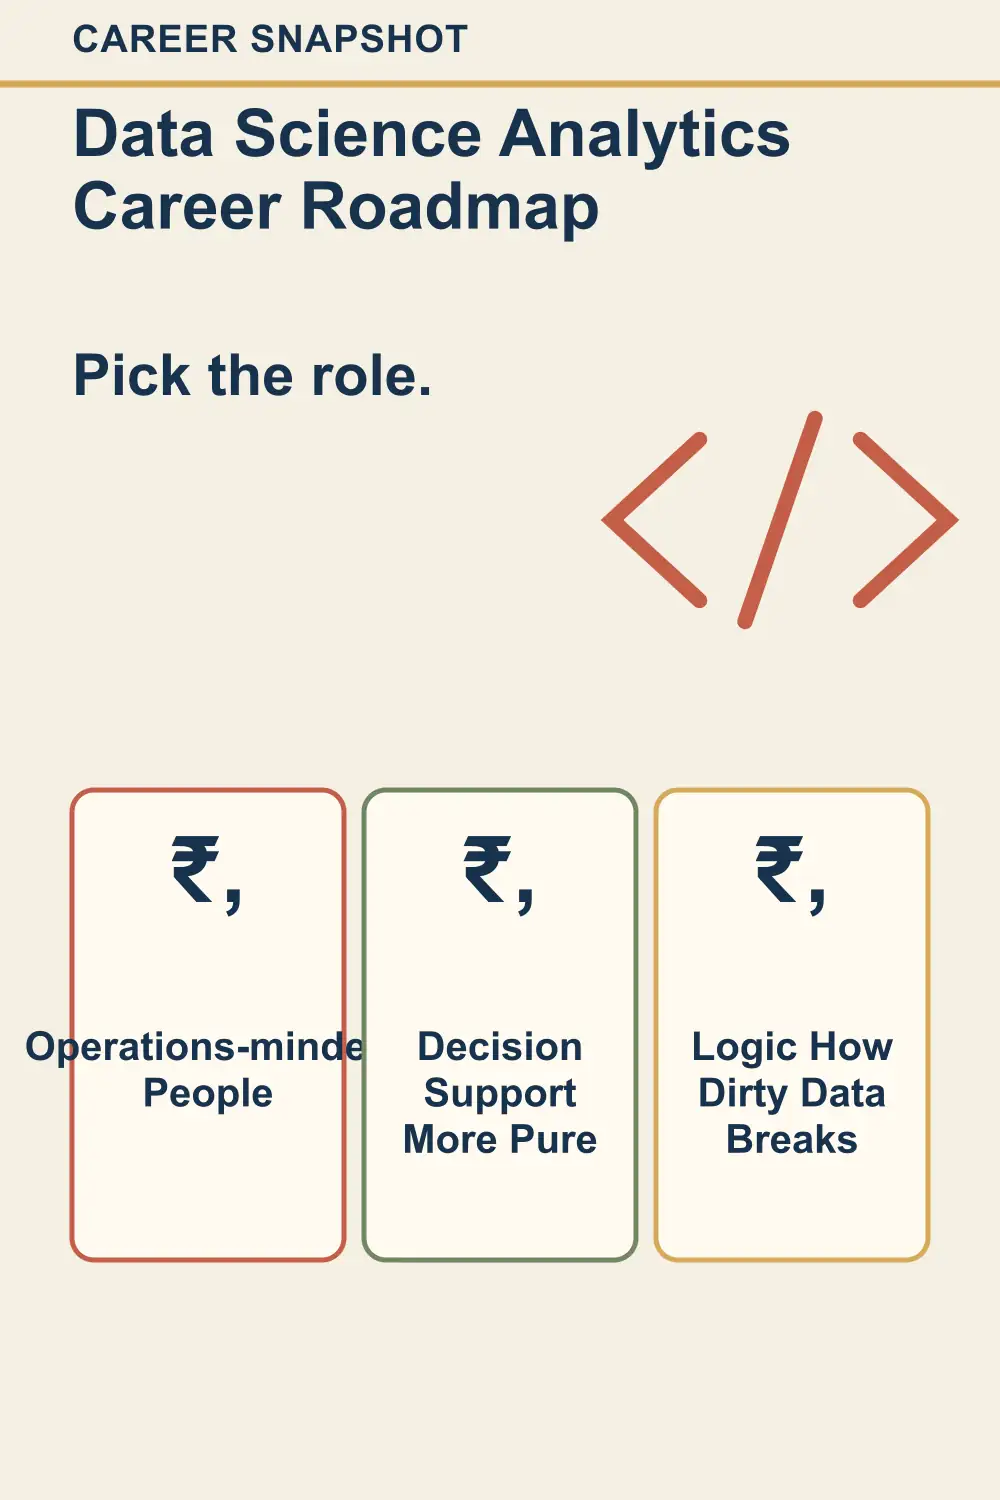 CAREER SNAPSHOT
Data Science Analytics
Career Roadmap
Pick the role.
₹,
₹,
₹,
Operations-minde
People
Decision
Support
More Pure
Logic How
Dirty Data
Breaks